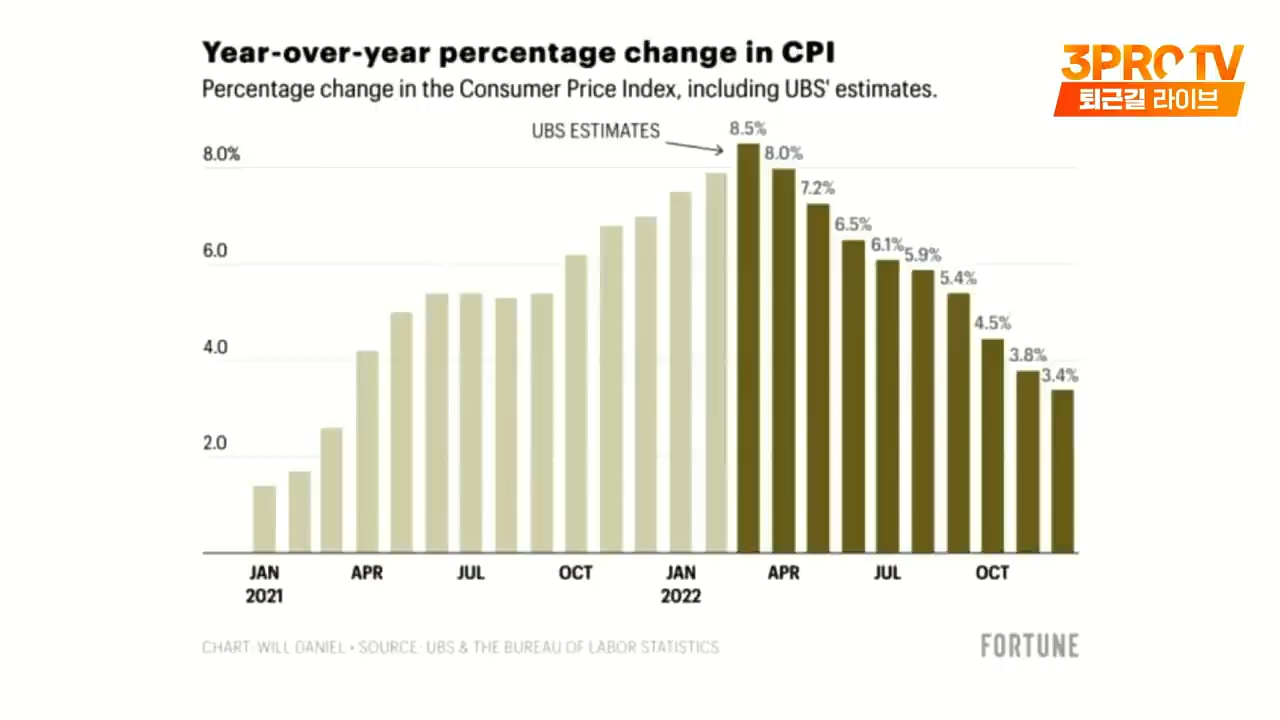 Year-over-year percentage change in CPI
Percentage change in the Consumer Price Index, including UBS' estimates.
3PRO TV
퇴근길 라이브
UBS ESTIMATES
8.5%
8.0%
7.2%
6.5%
6.1%
5.9%
5.4%
4.5%
3.8%
3.4%
8.0%
6.0
4.0
2.0
JAN APR JUL OCT JAN APR JUL OCT
2021 2022
CHART: WILL DANIEL • SOURCE: UBS & THE BUREAU OF LABOR STATISTICS
FORTUNE